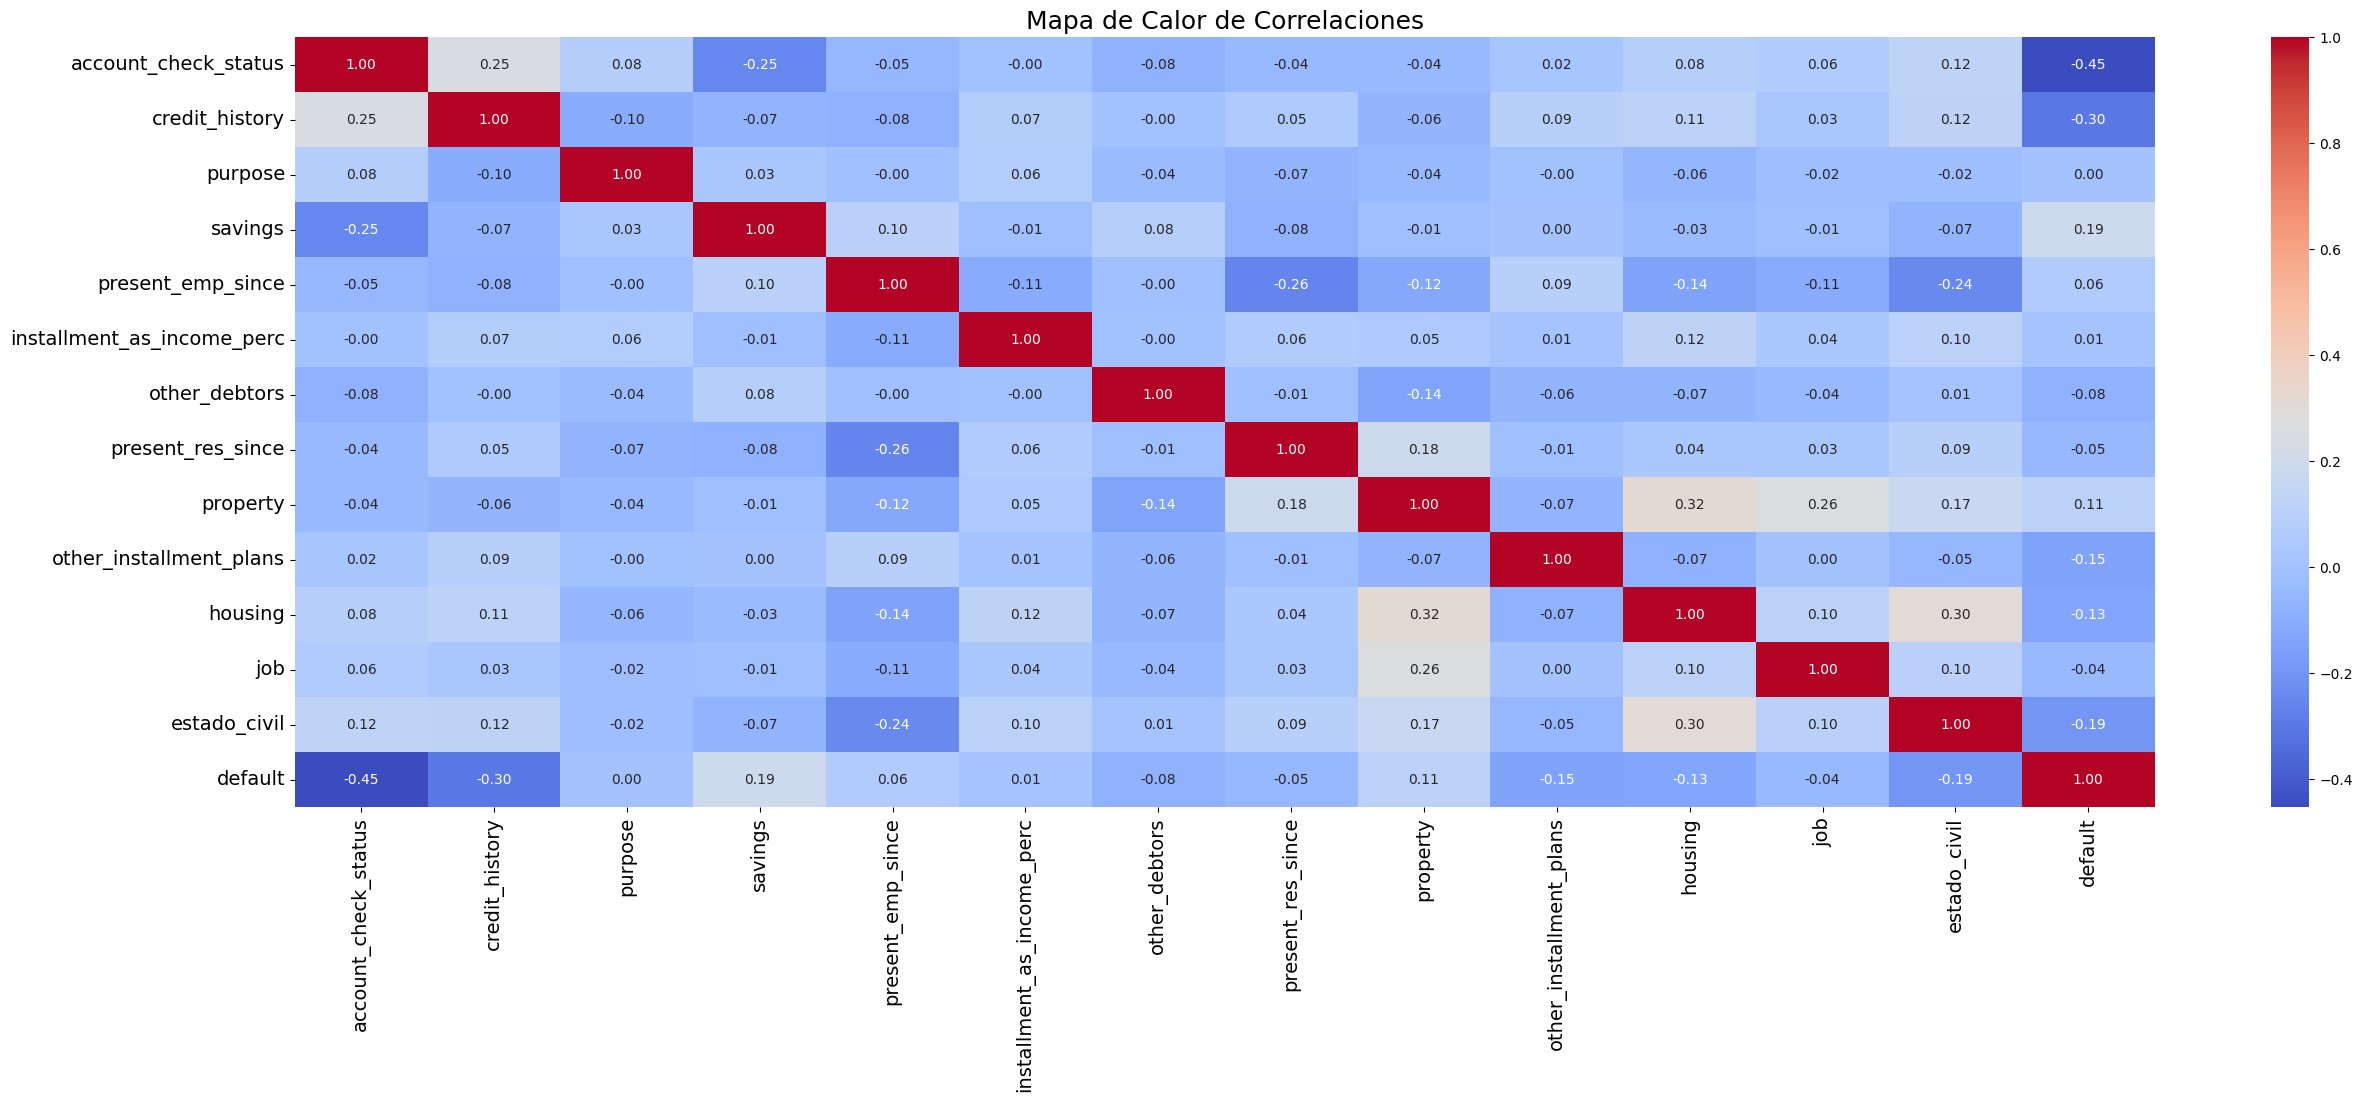 Mapa de Calor de Correlaciones
account_check_status 1.00 0.25 0.08 -0.25 -0.05 -0.00 -0.08 -0.04 -0.04 0.02 0.08 0.06 0.12 -0.45
credit_history 0.25 1.00 -0.10 -0.07 -0.08 0.07 -0.00 0.05 -0.06 0.09 0.11 0.03 0.12 -0.30
purpose 0.08 -0.10 1.00 0.03 -0.00 0.06 -0.04 -0.07 -0.04 -0.00 -0.06 -0.02 -0.02 0.00
savings -0.25 -0.07 0.03 1.00 0.10 -0.01 0.08 -0.08 -0.01 0.00 -0.03 -0.01 -0.07 0.19
present_emp_since -0.05 -0.08 -0.00 0.10 1.00 -0.11 -0.00 -0.26 -0.12 0.09 -0.14 -0.11 -0.24 0.06
installment_as_income_perc -0.00 0.07 0.06 -0.01 -0.11 1.00 -0.00 0.06 0.05 0.01 0.12 0.04 0.10 0.01
other_debtors -0.08 -0.00 -0.04 0.08 -0.00 -0.00 1.00 -0.01 -0.14 -0.06 -0.07 -0.04 0.01 -0.08
present_res_since -0.04 0.05 -0.07 -0.08 -0.26 0.06 -0.01 1.00 0.18 -0.01 0.04 0.03 0.09 -0.05
property -0.04 -0.06 -0.04 -0.01 -0.12 0.05 -0.14 0.18 1.00 -0.07 0.32 0.26 0.17 0.11
other_installment_plans 0.02 0.09 -0.00 0.00 0.09 0.01 -0.06 -0.01 -0.07 1.00 -0.07 0.00 -0.05 -0.15
housing 0.08 0.11 -0.06 -0.03 -0.14 0.12 -0.07 0.04 0.32 -0.07 1.00 0.10 0.30 -0.13
job 0.06 0.03 -0.02 -0.01 -0.11 0.04 -0.04 0.03 0.26 0.00 0.10 1.00 0.10 -0.04
estado_civil 0.12 0.12 -0.02 -0.07 -0.24 0.10 0.01 0.09 0.17 -0.05 0.30 0.10 1.00 -0.19
default -0.45 -0.30 0.00 0.19 0.06 0.01 -0.08 -0.05 0.11 -0.15 -0.13 -0.04 -0.19 1.00
account_check_status
credit_history
purpose
savings
present_emp_since
installment_as_income_perc
other_debtors
present_res_since
property
other_installment_plans
housing
job
estado_civil
default
1.0
0.8
0.6
0.4
0.2
0.0
−0.2
−0.4